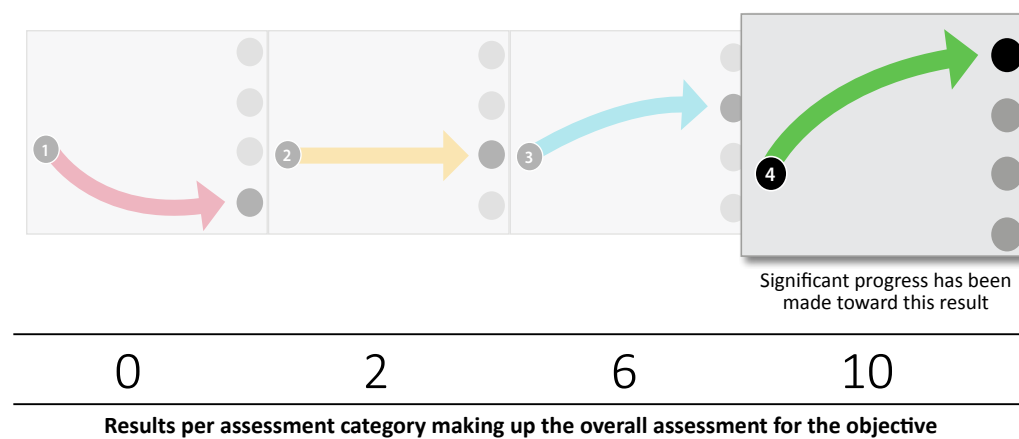 1
2
3
4
Significant progress has been
made toward this result
0 2 6 10
Results per assessment category making up the overall assessment for the objective